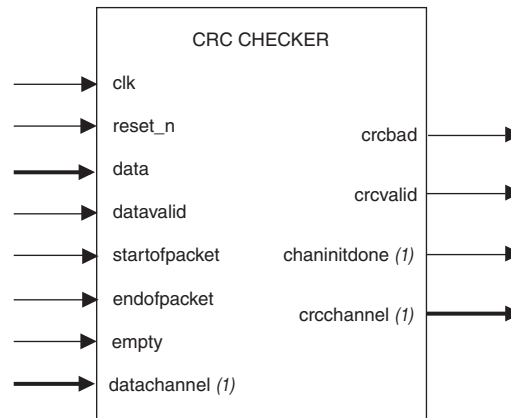 CRC CHECKER
clk
reset_n
data
datavalid
startofpacket
endofpacket
empty
datachannel (1)
crcbad
crcvalid
chaninitdone (1)
crcchannel (1)